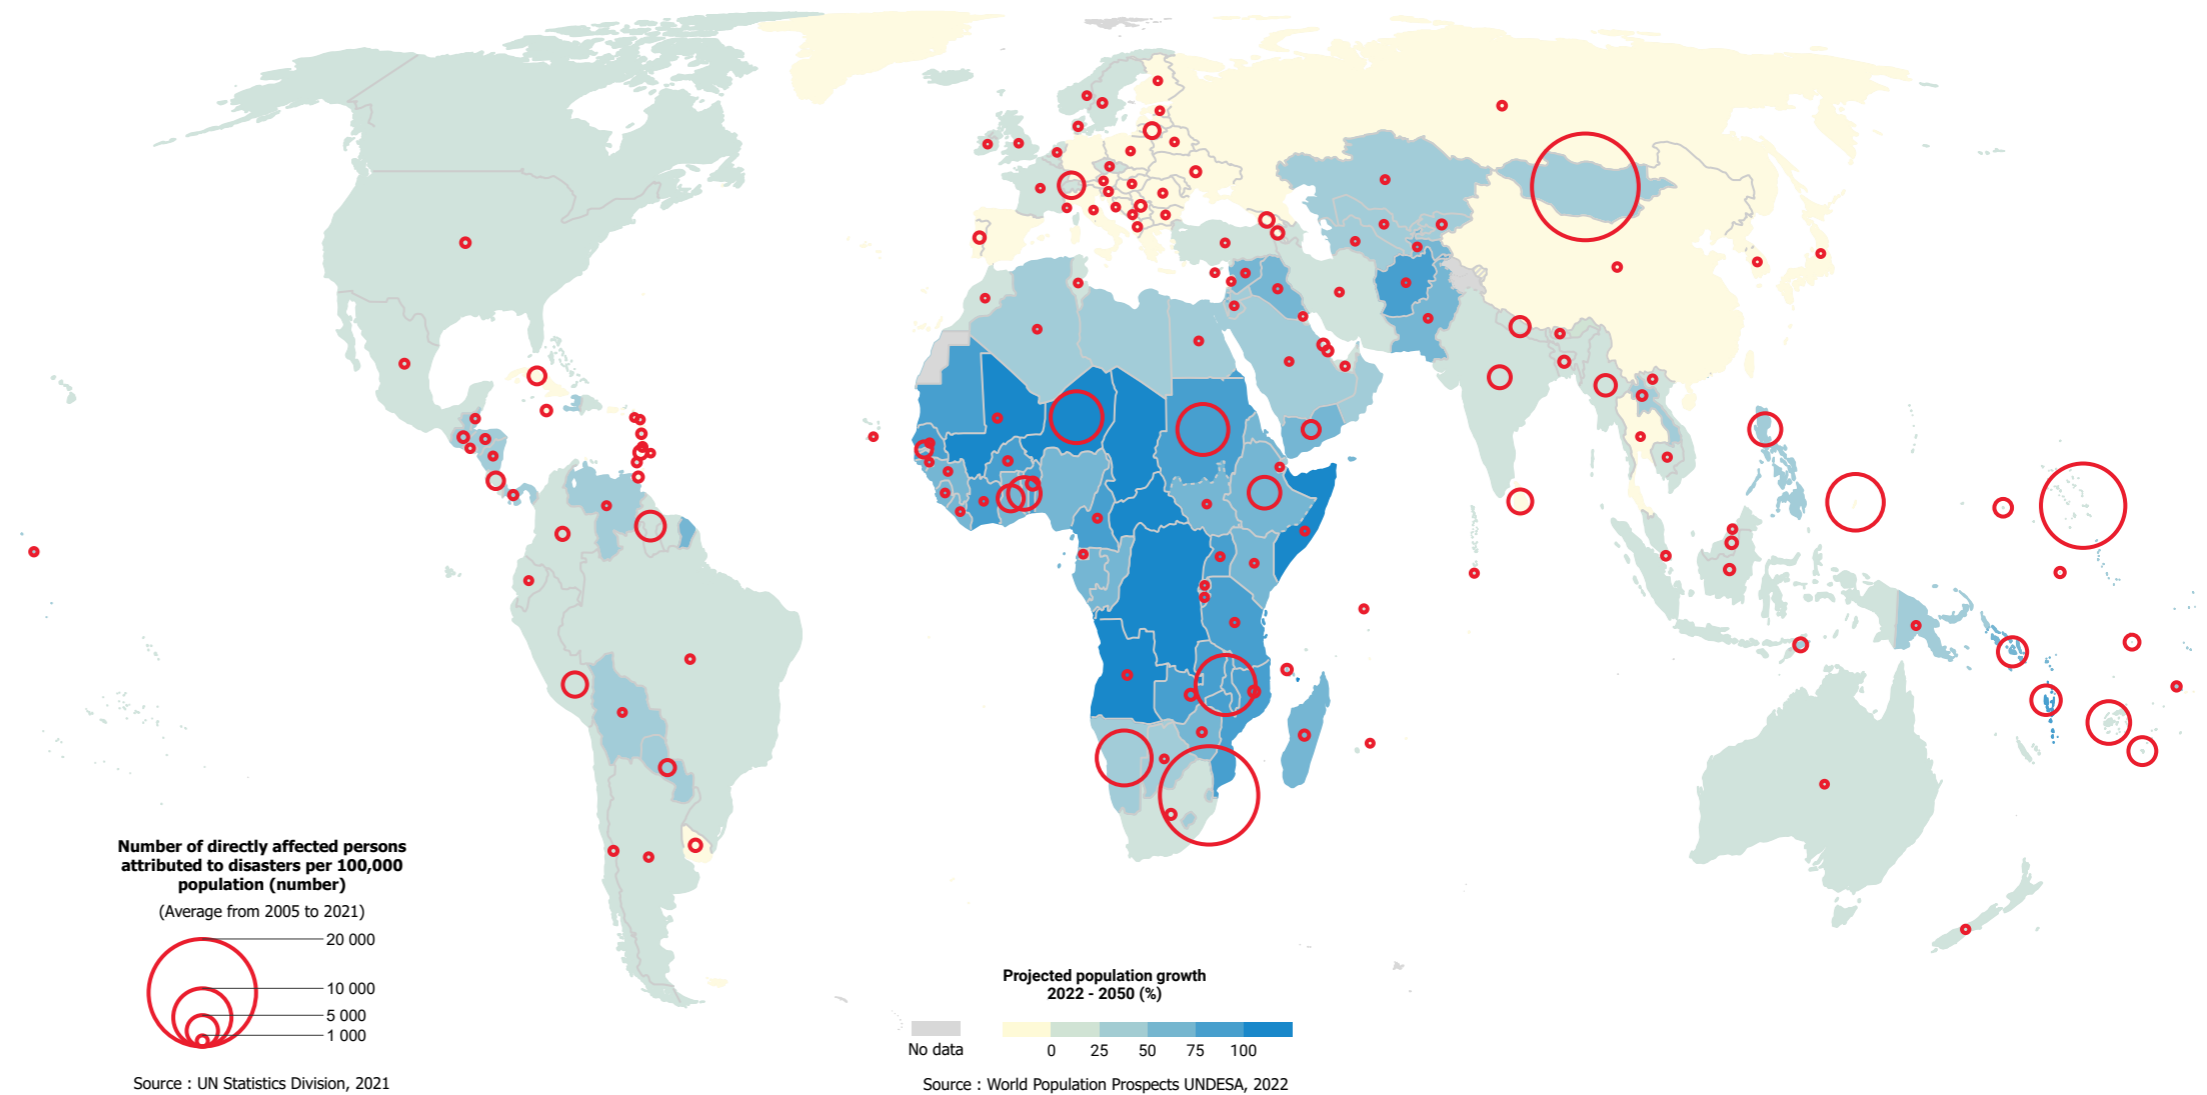 Number of directly affected persons
attributed to disasters per 100,000
population (number)
(Average from 2005 to 2021)
20 000
10 000
5 000
1 000
Source : UN Statistics Division, 2021
Projected population growth
2022 - 2050 (%)
No data
0 25 50 75 100
Source : World Population Prospects UNDESA, 2022